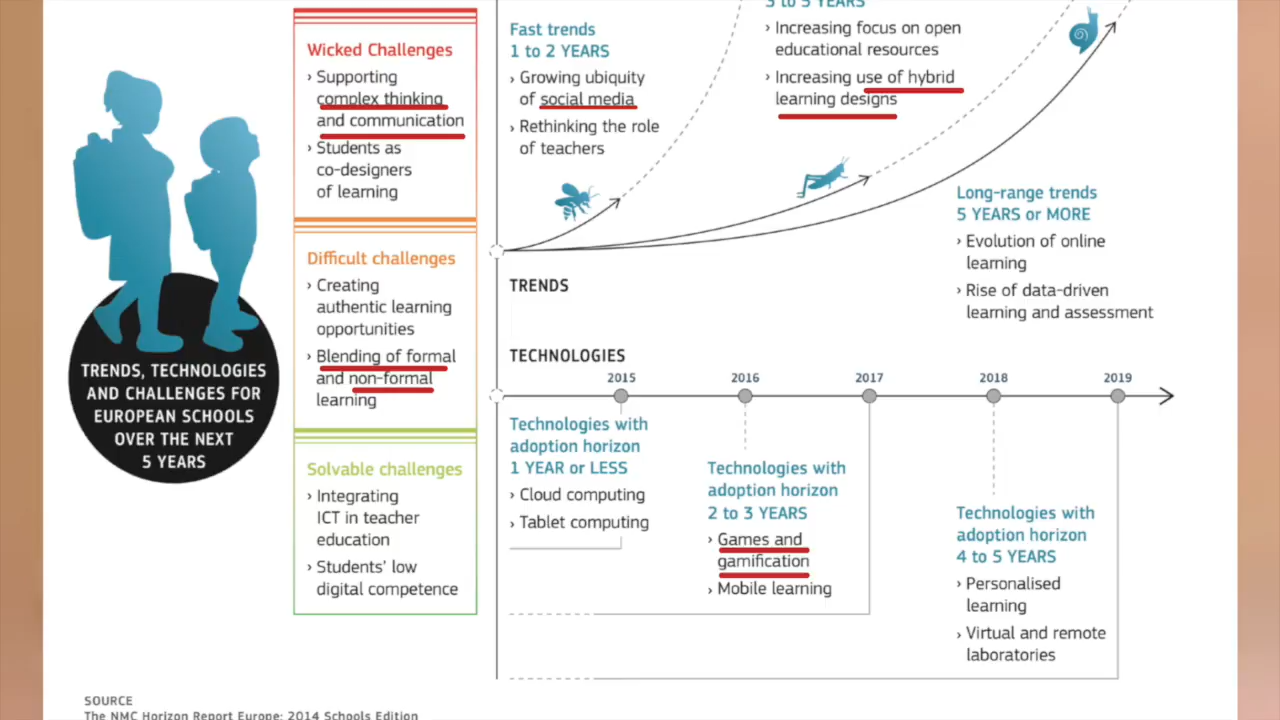 TRENDS, TECHNOLOGIES
AND CHALLENGES FOR
EUROPEAN SCHOOLS
OVER THE NEXT
5 YEARS
Wicked Challenges
› Supporting
complex thinking
and communication
› Students as
co-designers
of learning
Difficult challenges
› Creating
authentic learning
opportunities
› Blending of formal
and non-formal
learning
Solvable challenges
› Integrating
ICT in teacher
education
› Students' low
digital competence
Fast trends
1 to 2 YEARS
› Growing ubiquity
of social media
› Rethinking the role
of teachers
3 to 5 YEARS
› Increasing focus on open
educational resources
› Increasing use of hybrid
learning designs
Long-range trends
5 YEARS or MORE
› Evolution of online
learning
› Rise of data-driven
learning and assessment
TRENDS
TECHNOLOGIES
2015 2016 2017 2018 2019
Technologies with
adoption horizon
1 YEAR or LESS
› Cloud computing
› Tablet computing
Technologies with
adoption horizon
2 to 3 YEARS
› Games and
gamification
› Mobile learning
Technologies with
adoption horizon
4 to 5 YEARS
› Personalised
learning
› Virtual and remote
laboratories
SOURCE
The NMC Horizon Report Europe: 2014 Schools Edition